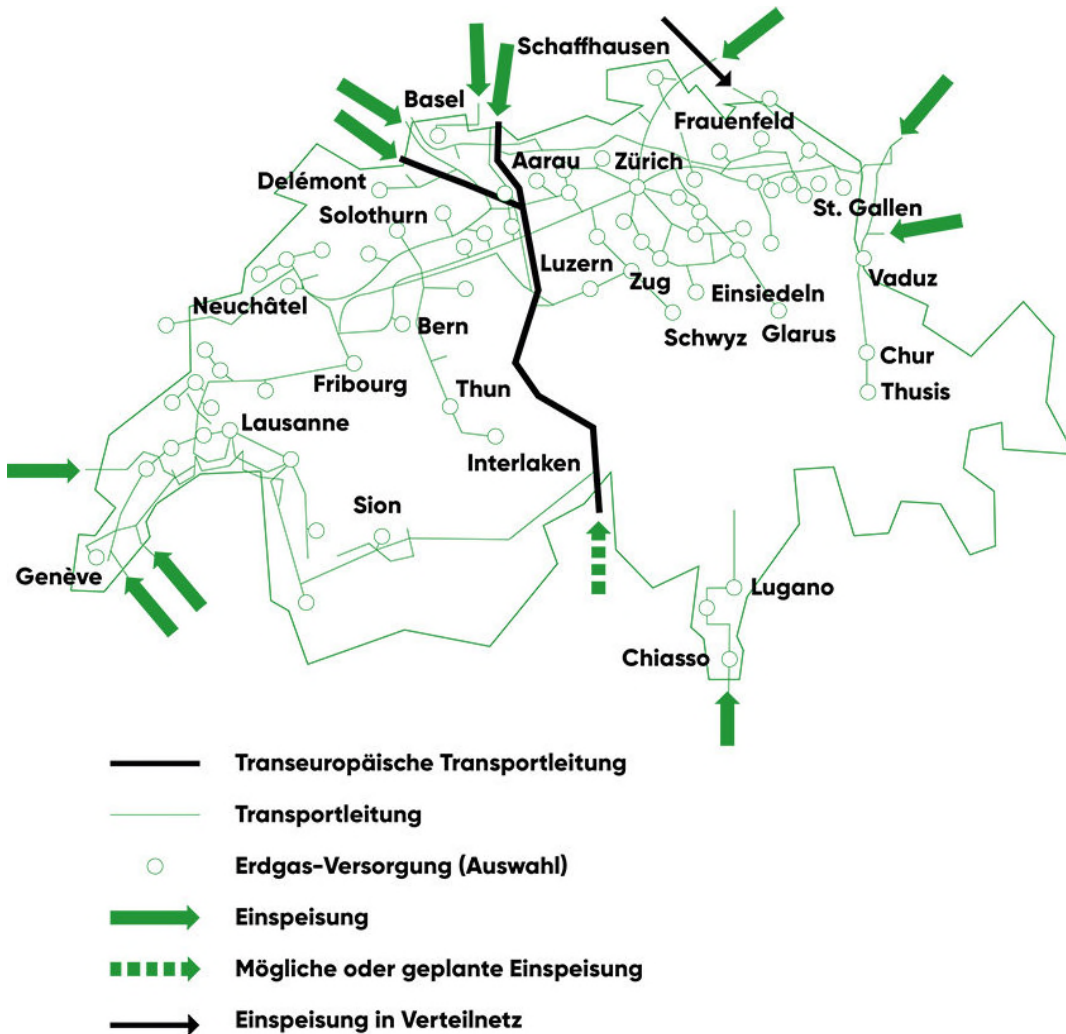 Schaffhausen
Basel
Frauenfeld
Aarau
Zürich
Delémont
Solothurn
St. Gallen
Luzern
Zug
Vaduz
Neuchâtel
Einsiedeln
Bern
Schwyz
Glarus
Fribourg
Chur
Thun
Thusis
Lausanne
Interlaken
Sion
Genève
Lugano
Chiasso
Transeuropäische Transportleitung
Transportleitung
Erdgas-Versorgung (Auswahl)
Einspeisung
Mögliche oder geplante Einspeisung
Einspeisung in Verteilnetz